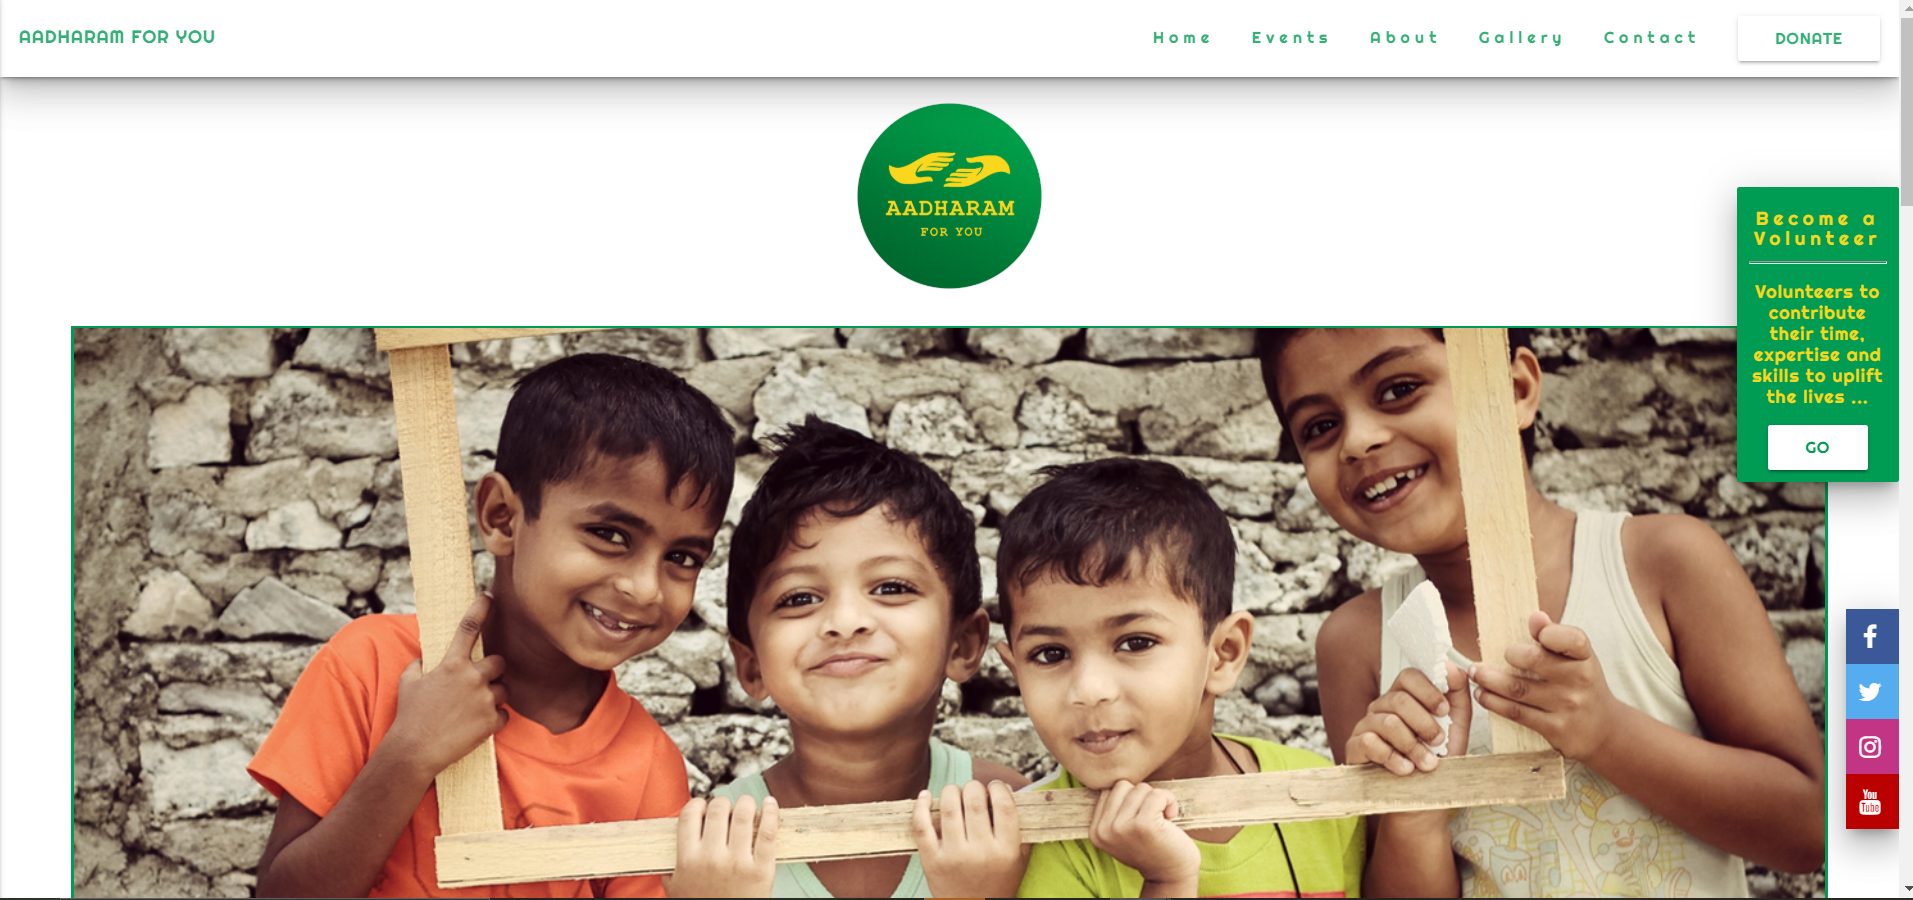 AADHARAM FOR YOU
Home Events About Gallery Contact DONATE
AADHARAM
FOR YOU
Become a
Volunteer
Volunteers to
contribute
their time,
expertise and
skills to uplift
the lives ...
GO
You
Tube